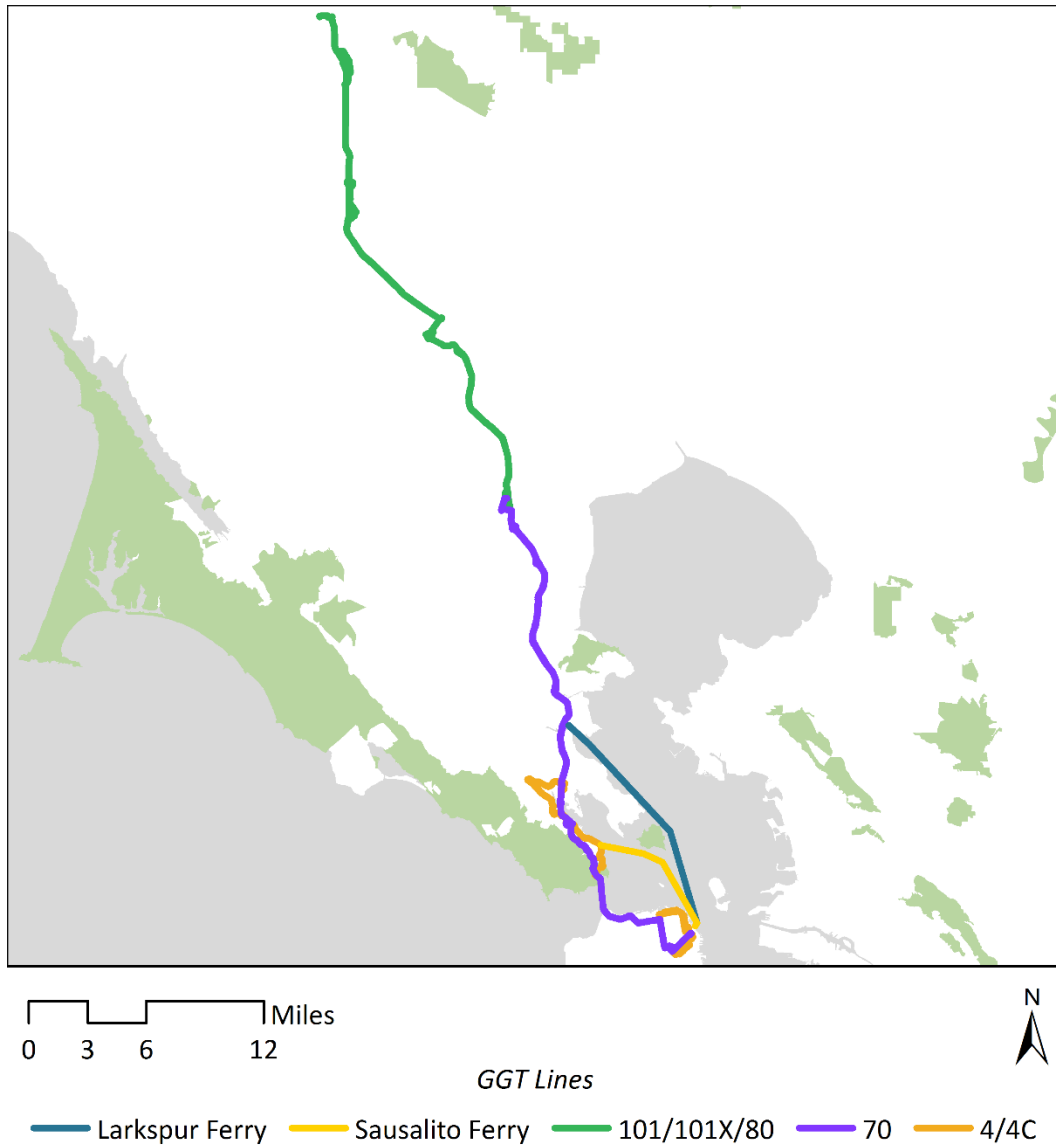 N
Miles
0 3 6 12
GGT Lines
Larkspur Ferry Sausalito Ferry 101/101X/80 70 4/4C